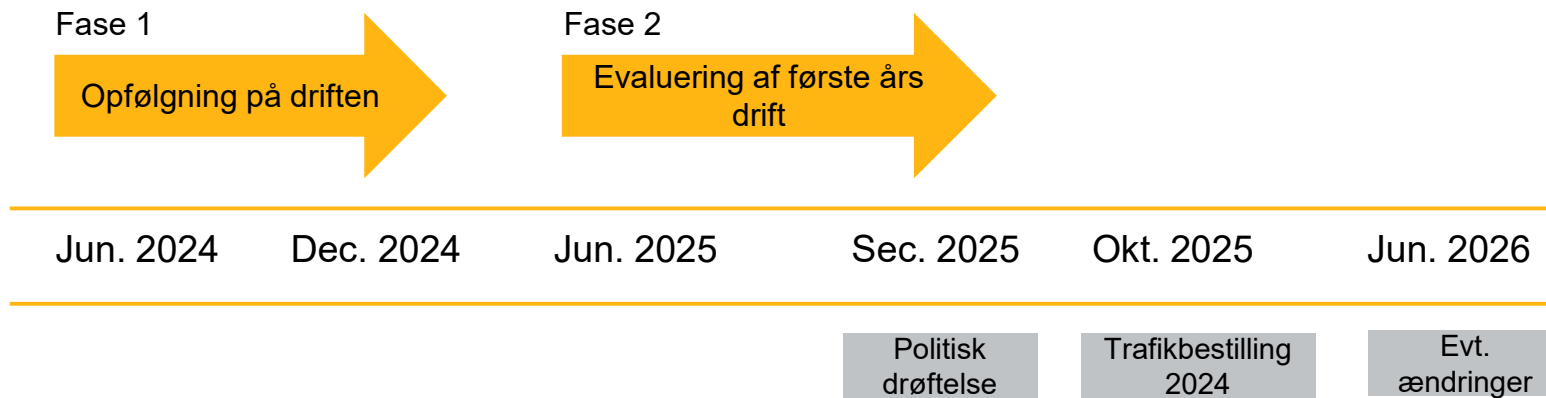 Fase 1
Opfølgning på driften
Fase 2
Evaluering af første års
drift
Jun. 2024
Dec. 2024
Jun. 2025
Sec. 2025
Okt. 2025
Jun. 2026
Politisk
drøftelse
Trafikbestilling
2024
Evt.
ændringer